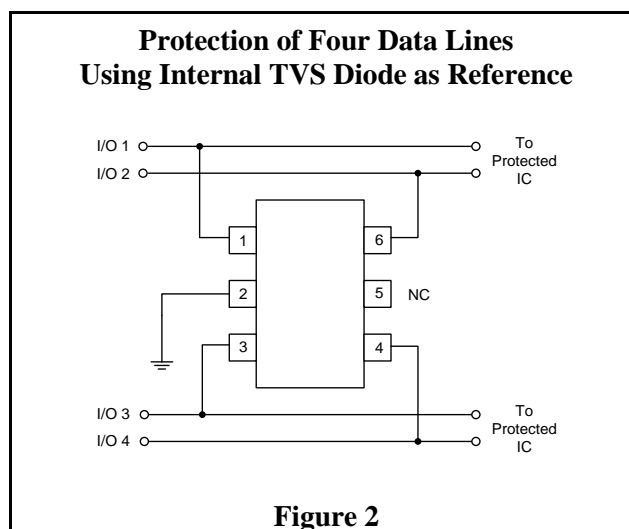 Protection of Four Data Lines
Using Internal TVS Diode as Reference
I/O 1
I/O 2
To
Protected
IC
1
6
2
5
NC
3
4
I/O 3
I/O 4
To
Protected
IC
Figure 2